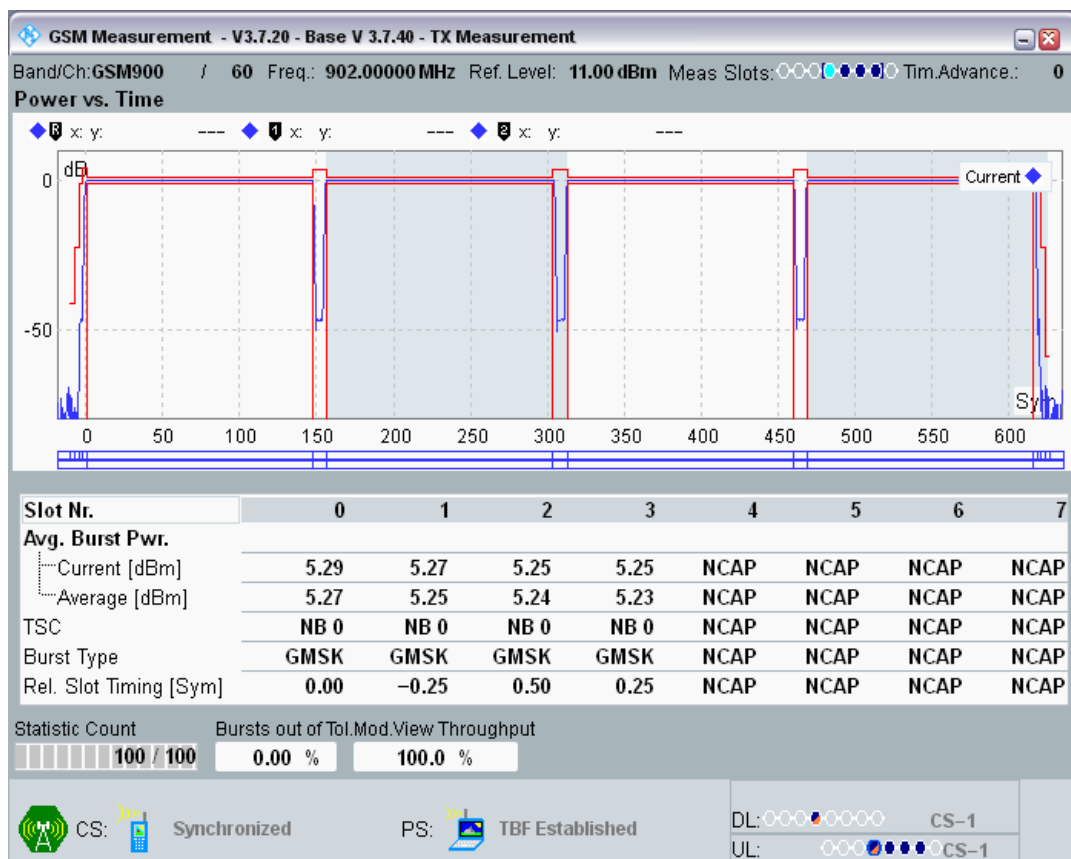 GSM Measurement - V3.7.20 - Base V 3.7.40 - TX Measurement
Band/Ch:GSM900 / 60 Freq.: 902.00000 MHz Ref. Level: 11.00 dBm Meas Slots: Tim.Advance.: 0
Power vs. Time
R x: y: --- 1 x: y: --- 2 x: y: ---
dB
Current
0
-50
Sym
0 50 100 150 200 250 300 350 400 450 500 550 600
Slot Nr. 0 1 2 3 4 5 6 7
Avg. Burst Pwr.
Current [dBm] 5.29 5.27 5.25 5.25 NCAP NCAP NCAP NCAP
Average [dBm] 5.27 5.25 5.24 5.23 NCAP NCAP NCAP NCAP
TSC NB 0 NB 0 NB 0 NB 0 NCAP NCAP NCAP NCAP
Burst Type GMSK GMSK GMSK GMSK NCAP NCAP NCAP NCAP
Rel. Slot Timing [Sym] 0.00 −0.25 0.50 0.25 NCAP NCAP NCAP NCAP
Statistic Count Bursts out of Tol. Mod.View Throughput
100 / 100 0.00 % 100.0 %
CS: Synchronized PS: TBF Established DL: CS−1
UL: CS−1